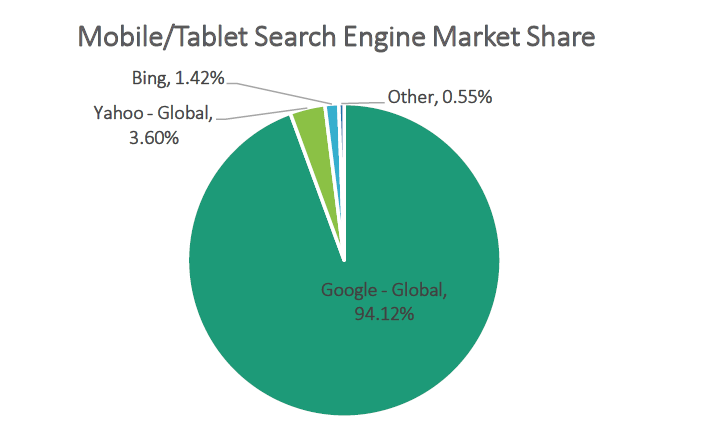 Mobile/Tablet Search Engine Market Share
Bing, 1.42%
Other, 0.55%
Yahoo - Global,
3.60%
Google - Global,
94.12%